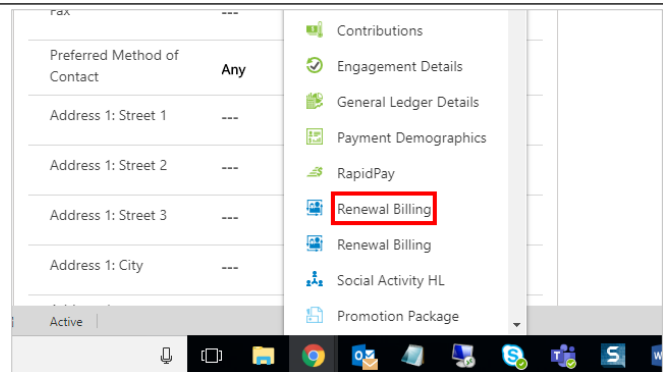 Fax ---
Preferred Method of
Contact Any
Address 1: Street 1 ---
Address 1: Street 2 ---
Address 1: Street 3 ---
Address 1: City ---
Active
Contributions
Engagement Details
General Ledger Details
Payment Demographics
RapidPay
Renewal Billing
Renewal Billing
Social Activity HL
Promotion Package